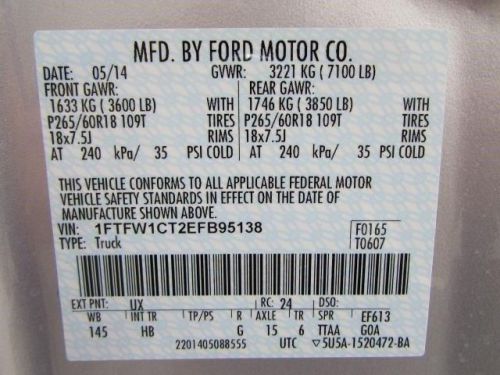 MFD. BY FORD MOTOR CO.
DATE: 05/14 GVWR: 3221 KG ( 7100 LB)
FRONT GAWR: REAR GAWR:
1633 KG ( 3600 LB) WITH 1746 KG ( 3850 LB) WITH
P265/60R18 109T TIRES P265/60R18 109T TIRES
18x7.5J RIMS 18x7.5J RIMS
AT 240 kPa/ 35 PSI COLD AT 240 kPa/ 35 PSI COLD
THIS VEHICLE CONFORMS TO ALL APPLICABLE FEDERAL MOTOR
VEHICLE SAFETY STANDARDS IN EFFECT ON THE DATE OF
MANUFACTURE SHOWN ABOVE.
VIN: 1FTFW1CT2EFB95138 F0165
TYPE: Truck T0607
EXT PNT: UX RC: 24 DSO:
WB INT TR TP/PS R AXLE TR SPR EF613
145 HB G 15 6 TTAA GOA
2201405088555 UTC ▽5U5A-1520472-BA